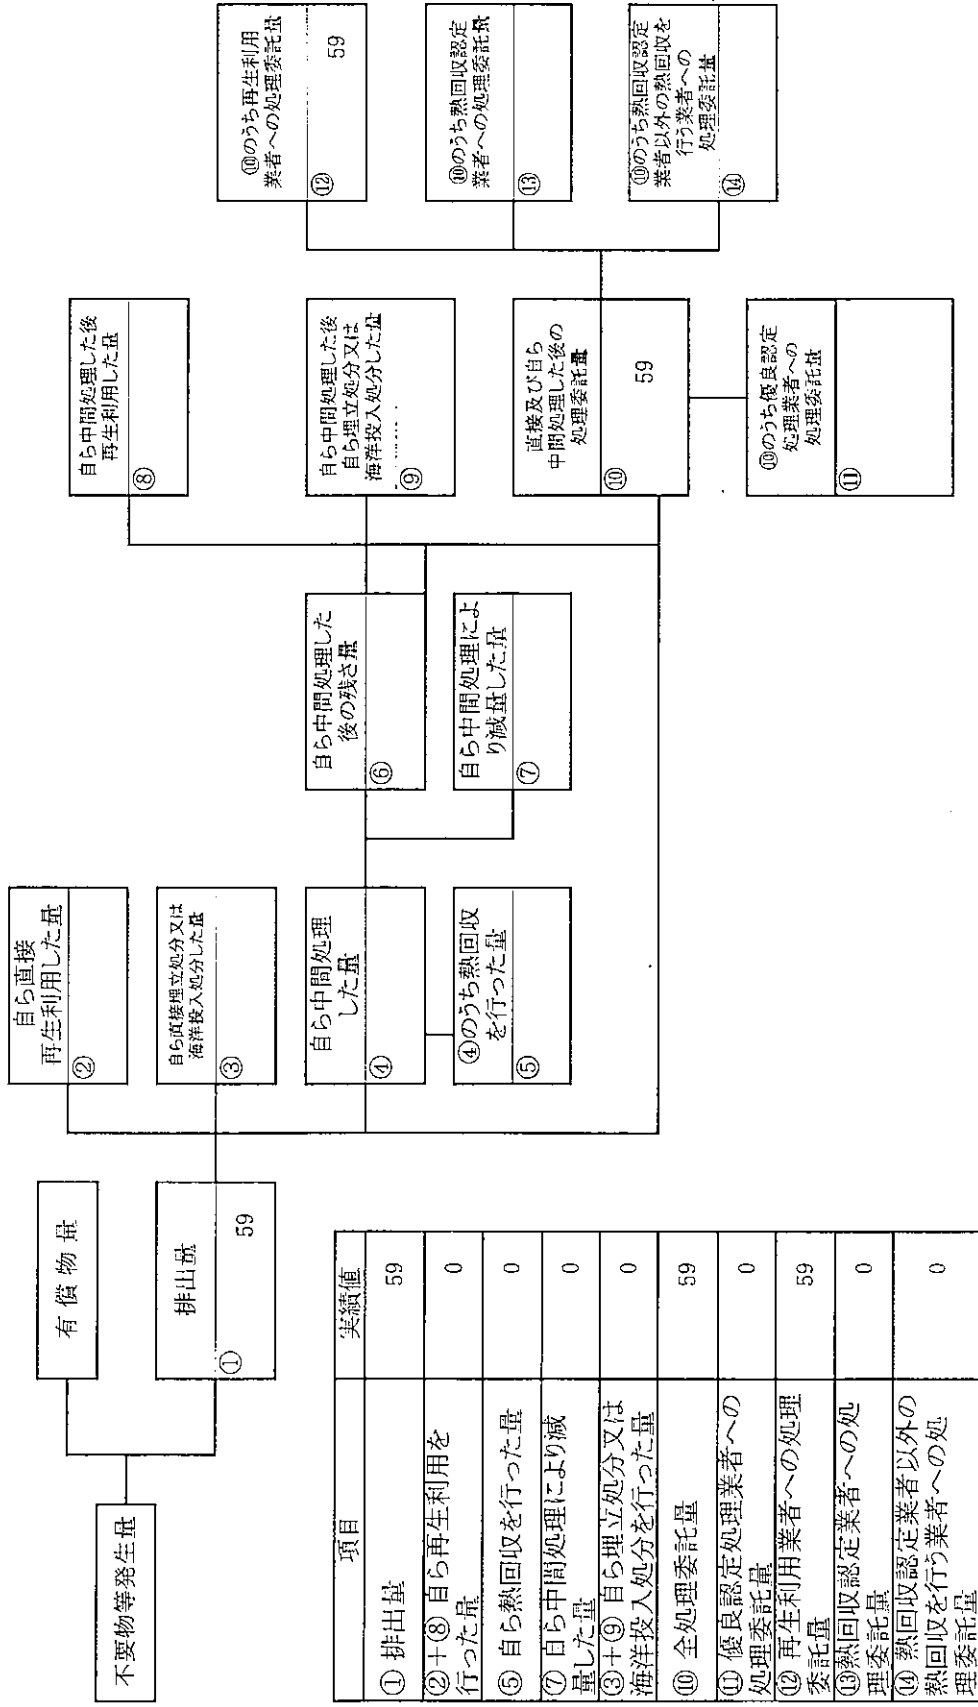 不要物等発生量
有償物量
排出量
①
59
自ら直接
再生利用した量
②
自ら直接埋立処分又は
海洋投入処分した量
③
自ら中間処理
した量
④
④のうち熱回収
を行った量
⑤
自ら中間処理した
後の残さ量
⑥
自ら中間処理によ
り減量した量
⑦
自ら中間処理した後
再生利用した量
⑧
自ら中間処理した後
自ら埋立処分又は
海洋投入処分した量
⑨
直接及び自ら
中間処理した後の
処理委託量
⑩
59
⑩のうち優良認定
処理業者への
処理委託量
⑪
⑩のうち再生利用
業者への処理委託量
⑫
59
⑩のうち熱回収認定
業者への処理委託量
⑬
⑩のうち熱回収認定
業者以外の熱回収を
行う業者への
処理委託量
⑭
項目 実績値
①排出量 59
②+⑧ 自ら再生利用を
行った量 0
⑤ 自ら熱回収を行った量 0
⑦ 自ら中間処理により減
量した量 0
③+⑨ 自ら埋立処分又は
海洋投入処分を行った量 0
⑩ 全処理委託量 59
⑪ 優良認定処理業者への
処理委託量 0
⑫ 再生利用業者への処理
委託量 59
⑬熱回収認定業者への処
理委託量 0
⑭ 熱回収認定業者以外の
熱回収を行う業者への処
理委託量 0